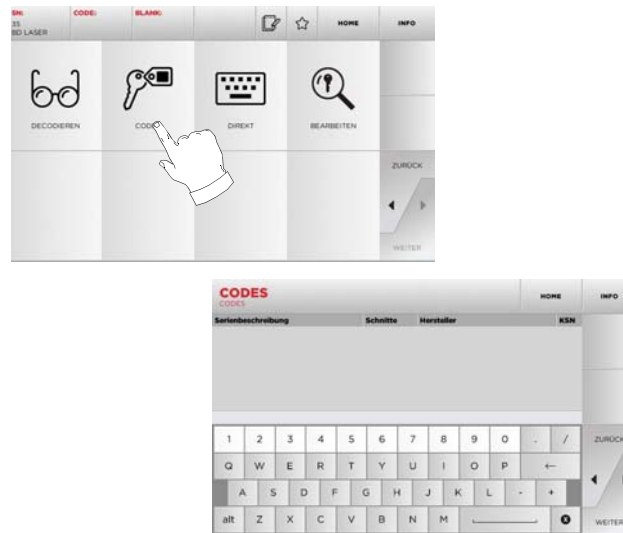 SN: CODE: BLANK: HOME INFO
35
BD LASER
DECODIEREN CODES DIREKT BEARBEITEN
ZURÜCK
WEITER
CODES HOME INFO
CODES
Serienbeschreibung Schnitte Hersteller KSN
1 2 3 4 5 6 7 8 9 0 . / ZURÜCK
Q W E R T Y U I O P ←
A S D F G H J K L - +
alt Z X C V B N M WEITER